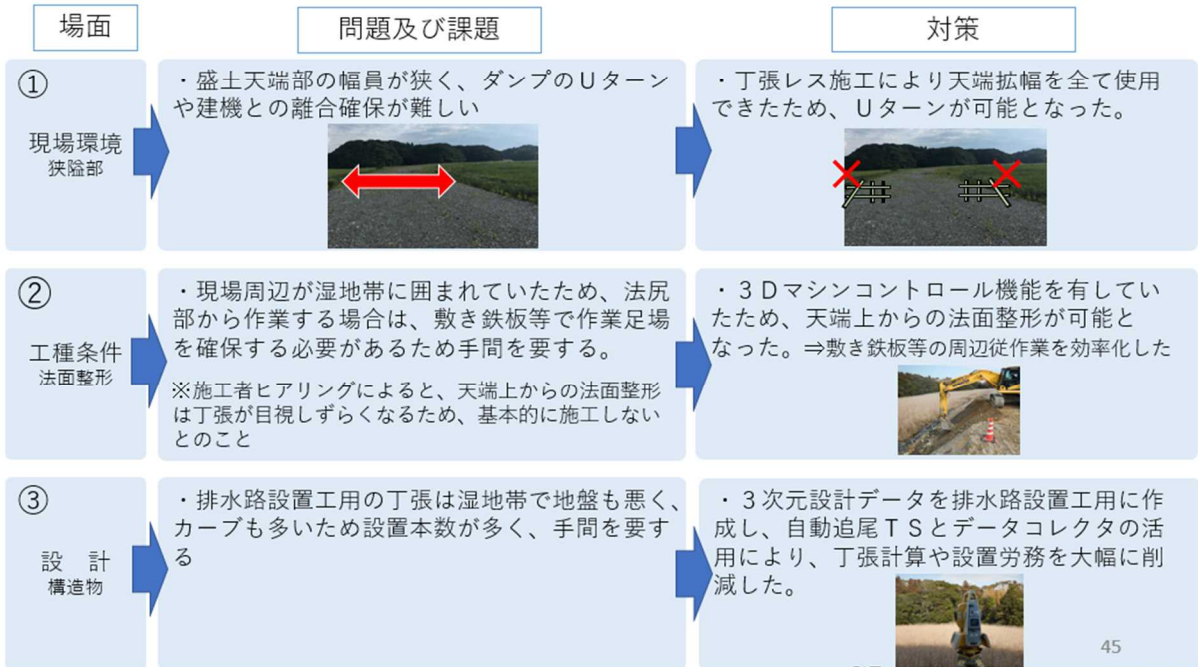 場面
問題及び課題
対策
①
現場環境
狭隘部
・盛土天端部の幅員が狭く、ダンプのＵターン
や建機との離合確保が難しい
・丁張レス施工により天端拡幅を全て使用
できたため、Ｕターンが可能となった。
②
工種条件
法面整形
・現場周辺が湿地帯に囲まれていたため、法尻
部から作業する場合は、敷き鉄板等で作業足場
を確保する必要があるため手間を要する。
※施工者ヒアリングによると、天端上からの法面整形
は丁張が目視しずらくなるため、基本的に施工しない
とのこと
・３Ｄマシンコントロール機能を有してい
たため、天端上からの法面整形が可能と
なった。⇒敷き鉄板等の周辺従作業を効率化した
③
設　計
構造物
・排水路設置工用の丁張は湿地帯で地盤も悪く、
カーブも多いため設置本数が多く、手間を要す
る
・３次元設計データを排水路設置工用に作
成し、自動追尾ＴＳとデータコレクタの活
用により、丁張計算や設置労務を大幅に削
減した。
45